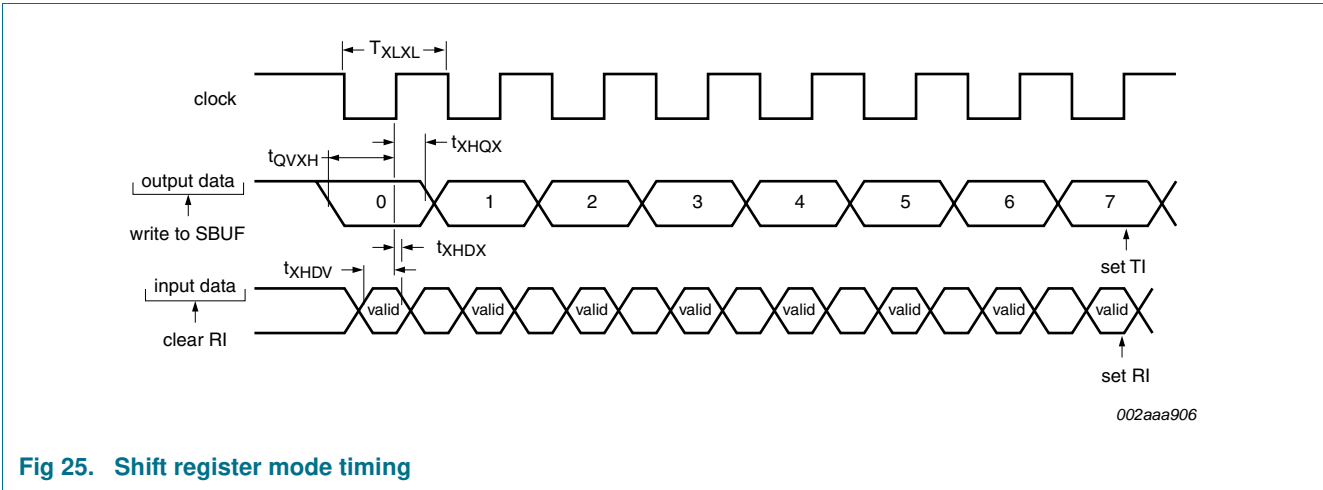 TXLXL
clock
tXHQX
tQVXH
output data
0 1 2 3 4 5 6 7
write to SBUF
tXHDX
set TI
tXHDV
input data
valid valid valid valid valid valid valid valid
clear RI
set RI
002aaa906
Fig 25. Shift register mode timing